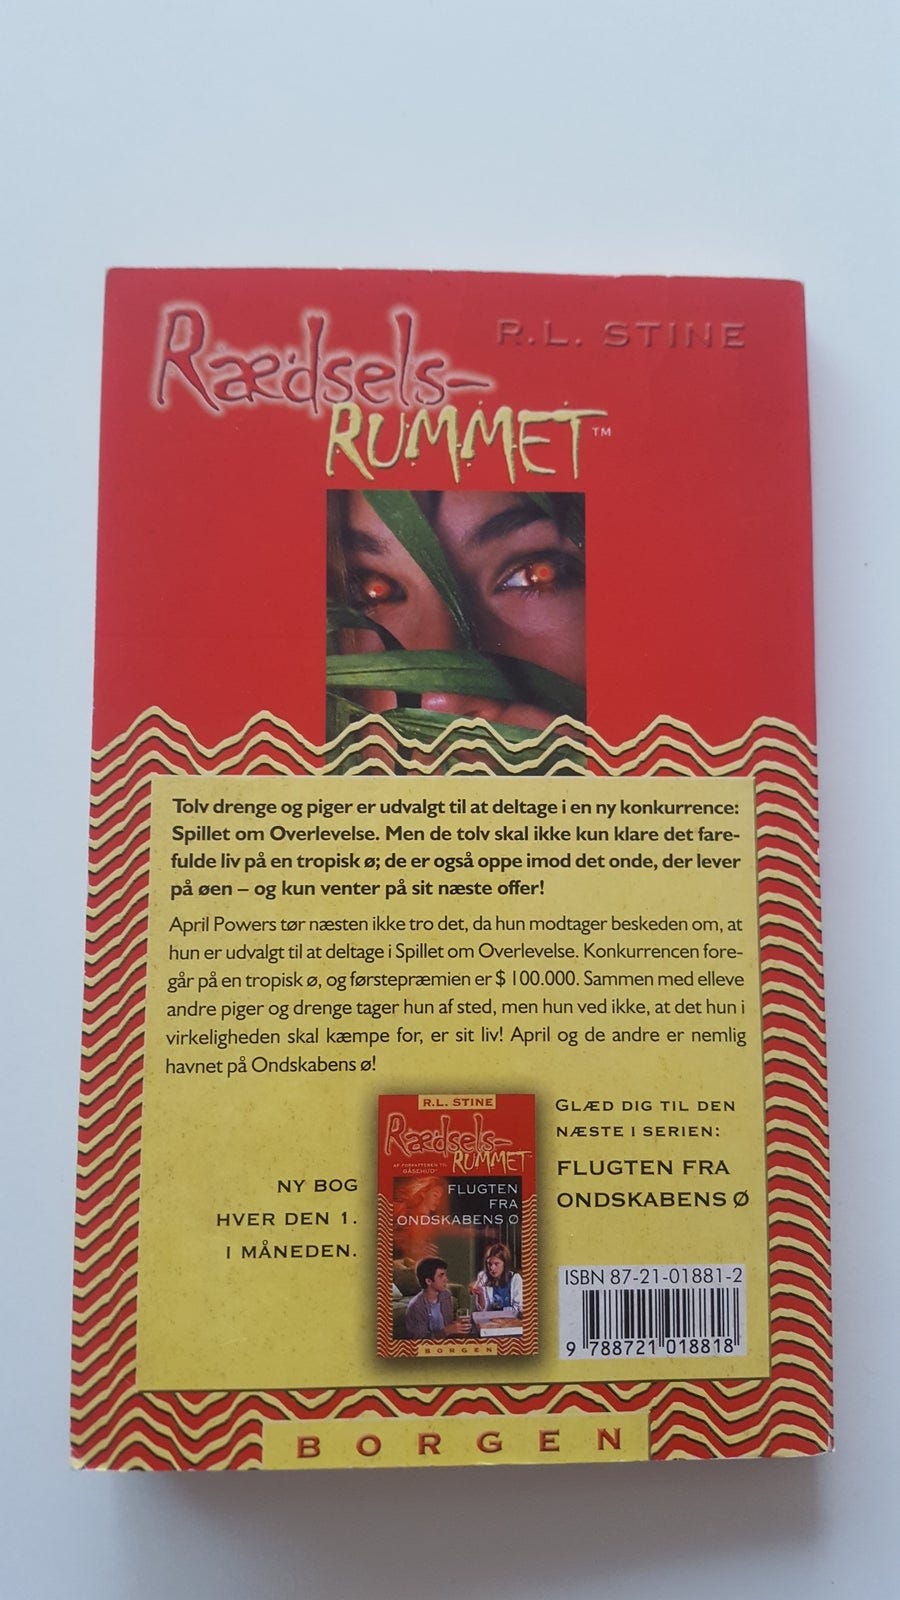 Rædsels-
RUMMET™
R.L. STINE
Tolv drenge og piger er udvalgt til at deltage i en ny konkurrence:
Spillet om Overlevelse. Men de tolv skal ikke kun klare det fare-
fulde liv på en tropisk ø; de er også oppe imod det onde, der lever
på øen – og kun venter på sit næste offer!
April Powers tør næsten ikke tro det, da hun modtager beskeden om, at
hun er udvalgt til at deltage i Spillet om Overlevelse. Konkurrencen fore-
går på en tropisk ø, og førstepræmien er $ 100.000. Sammen med elleve
andre piger og drenge tager hun af sted, men hun ved ikke, at det hun i
virkeligheden skal kæmpe for, er sit liv! April og de andre er nemlig
havnet på Ondskabens ø!
NY BOG
HVER DEN 1.
I MÅNEDEN.
R.L. STINE
Rædsels-
RUMMET
AF FORFATTEREN TIL
GÅSEHUD
FLUGTEN
FRA
ONDSKABENS Ø
BORGEN
GLÆD DIG TIL DEN
NÆSTE I SERIEN:
FLUGTEN FRA
ONDSKABENS Ø
ISBN 87-21-01881-2
9 788721 018818
BORGEN